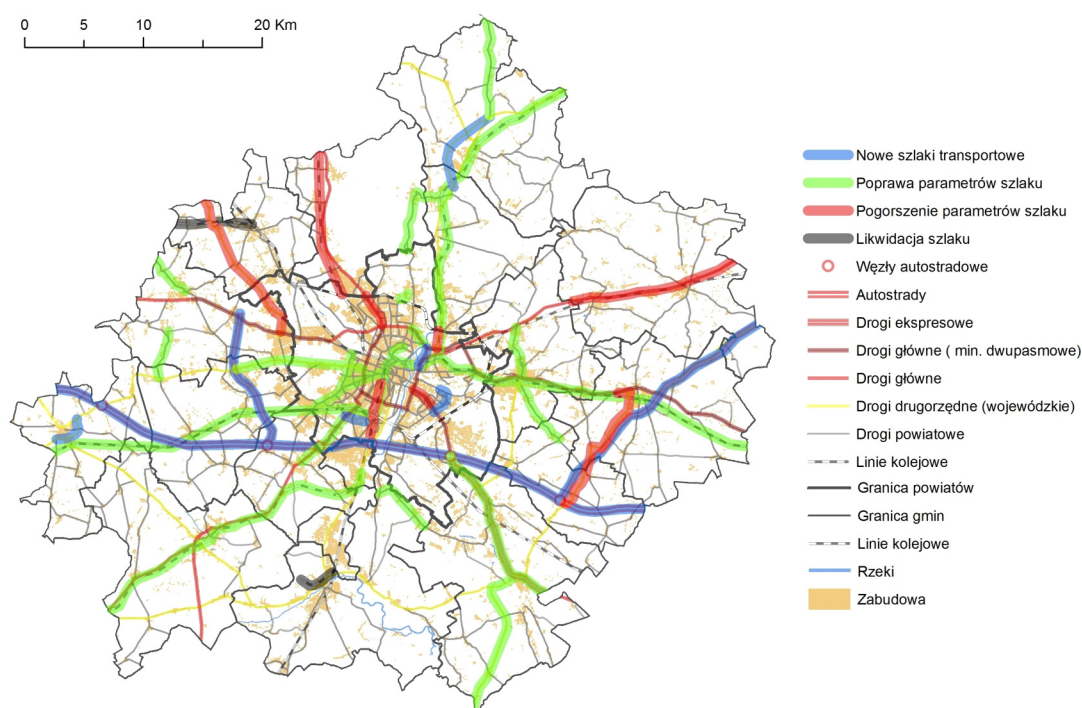 0 5 10 20 Km
Nowe szlaki transportowe
Poprawa parametrów szlaku
Pogorszenie parametrów szlaku
Likwidacja szlaku
Węzły autostradowe
Autostrady
Drogi ekspresowe
Drogi główne ( min. dwupasmowe)
Drogi główne
Drogi drugorzędne (wojewódzkie)
Drogi powiatowe
Linie kolejowe
Granica powiatów
Granica gmin
Linie kolejowe
Rzeki
Zabudowa